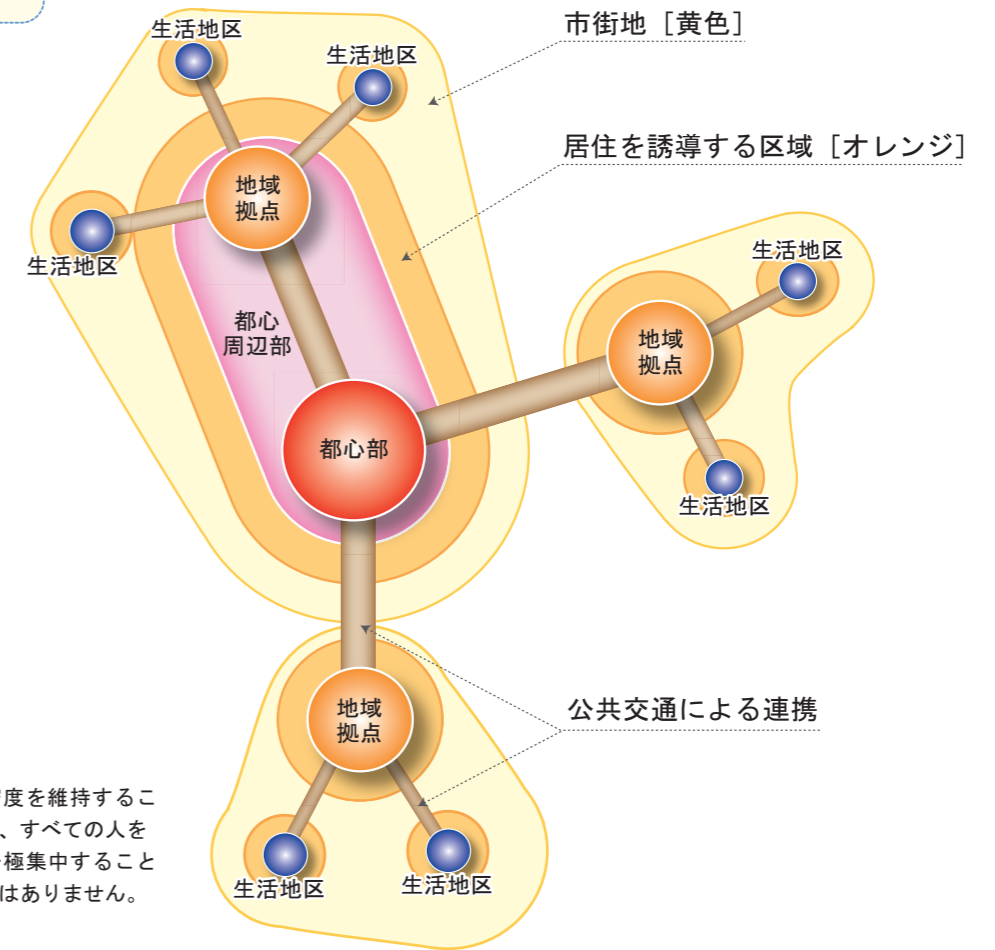 生活地区
生活地区
市街地［黄色］
居住を誘導する区域［オレンジ］
地域
拠点
生活地区
都心
周辺部
生活地区
地域
拠点
都心部
生活地区
公共交通による連携
地域
拠点
度を維持するこ
、すべての人を
極集中すること
はありません。
生活地区
生活地区